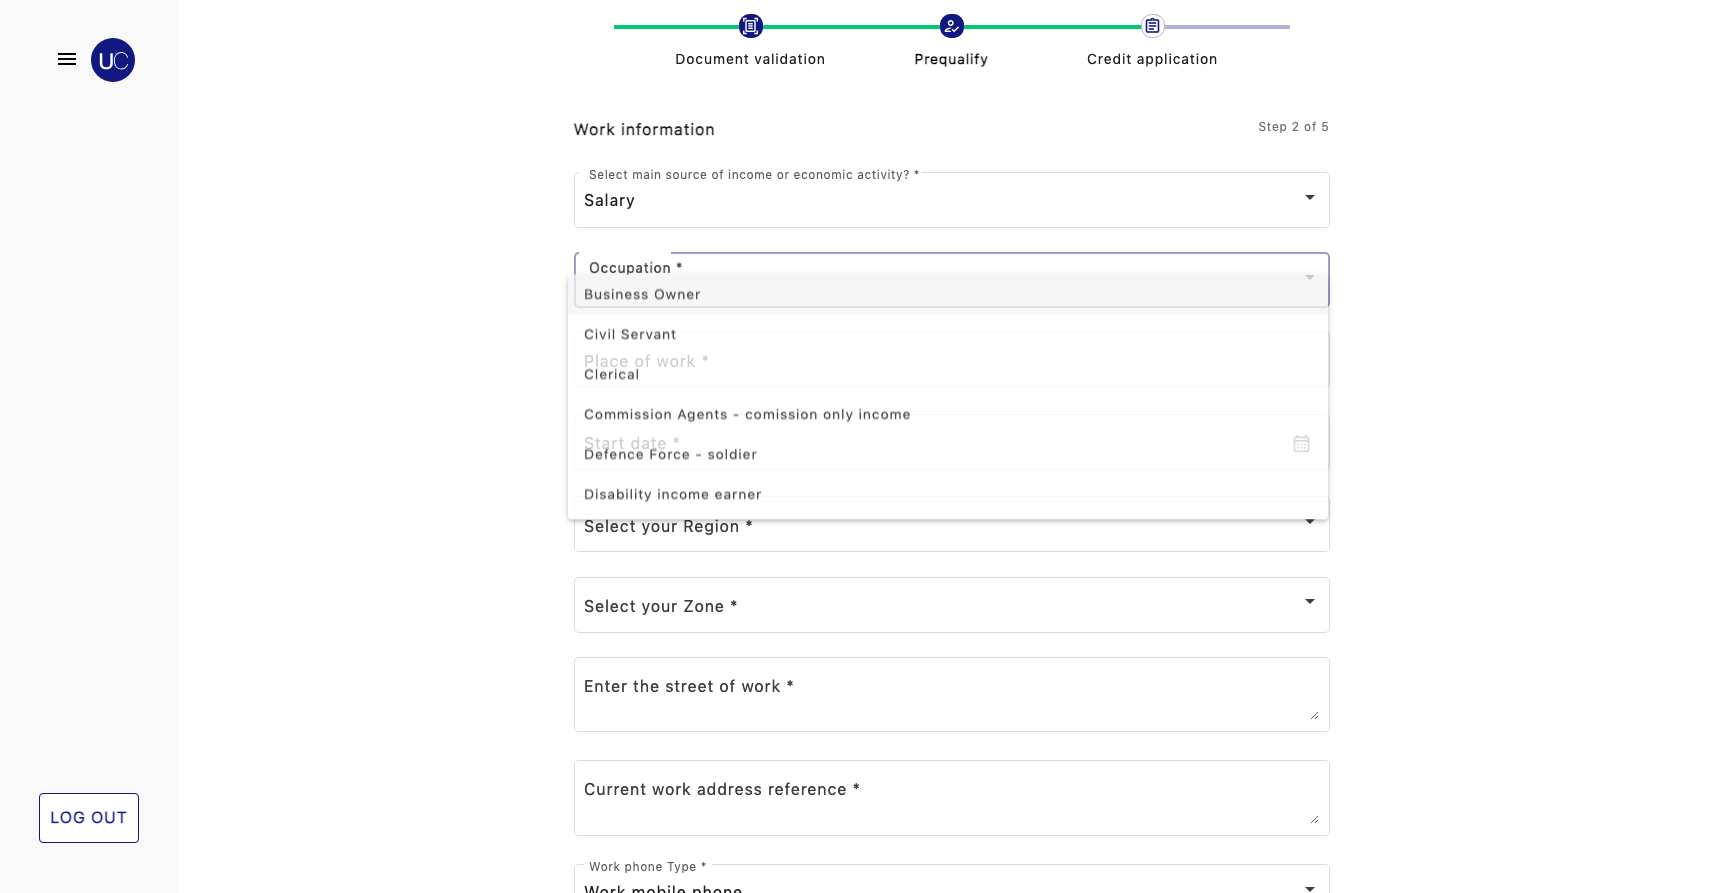 UC
Document validation
Prequalify
Credit application
Work information
Step 2 of 5
Select main source of income or economic activity? *
Salary
Occupation *
Business Owner
Civil Servant
Place of work *
Clerical
Commission Agents - comission only income
Start date *
Defence Force - soldier
Disability income earner
Select your Region *
Select your Zone *
Enter the street of work *
Current work address reference *
LOG OUT
Work phone Type *
Work mobile phone